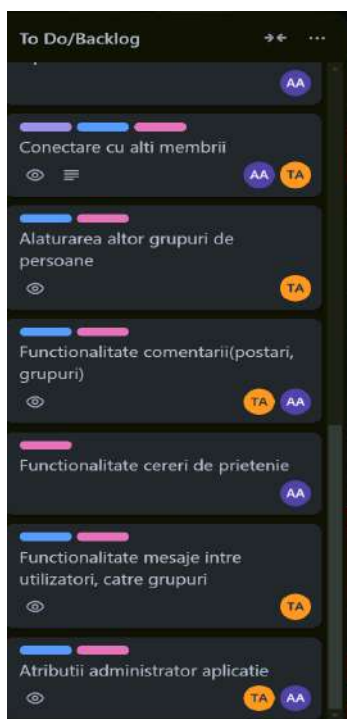 To Do/Backlog
AA
Conectare cu alti membrii
AA TA
Alaturarea altor grupuri de
persoane
TA
Functionalitate comentarii(postari,
grupuri)
TA AA
Functionalitate cereri de prietenie
AA
Functionalitate mesaje intre
utilizatori, catre grupuri
TA
Atributii administrator aplicatie
TA AA